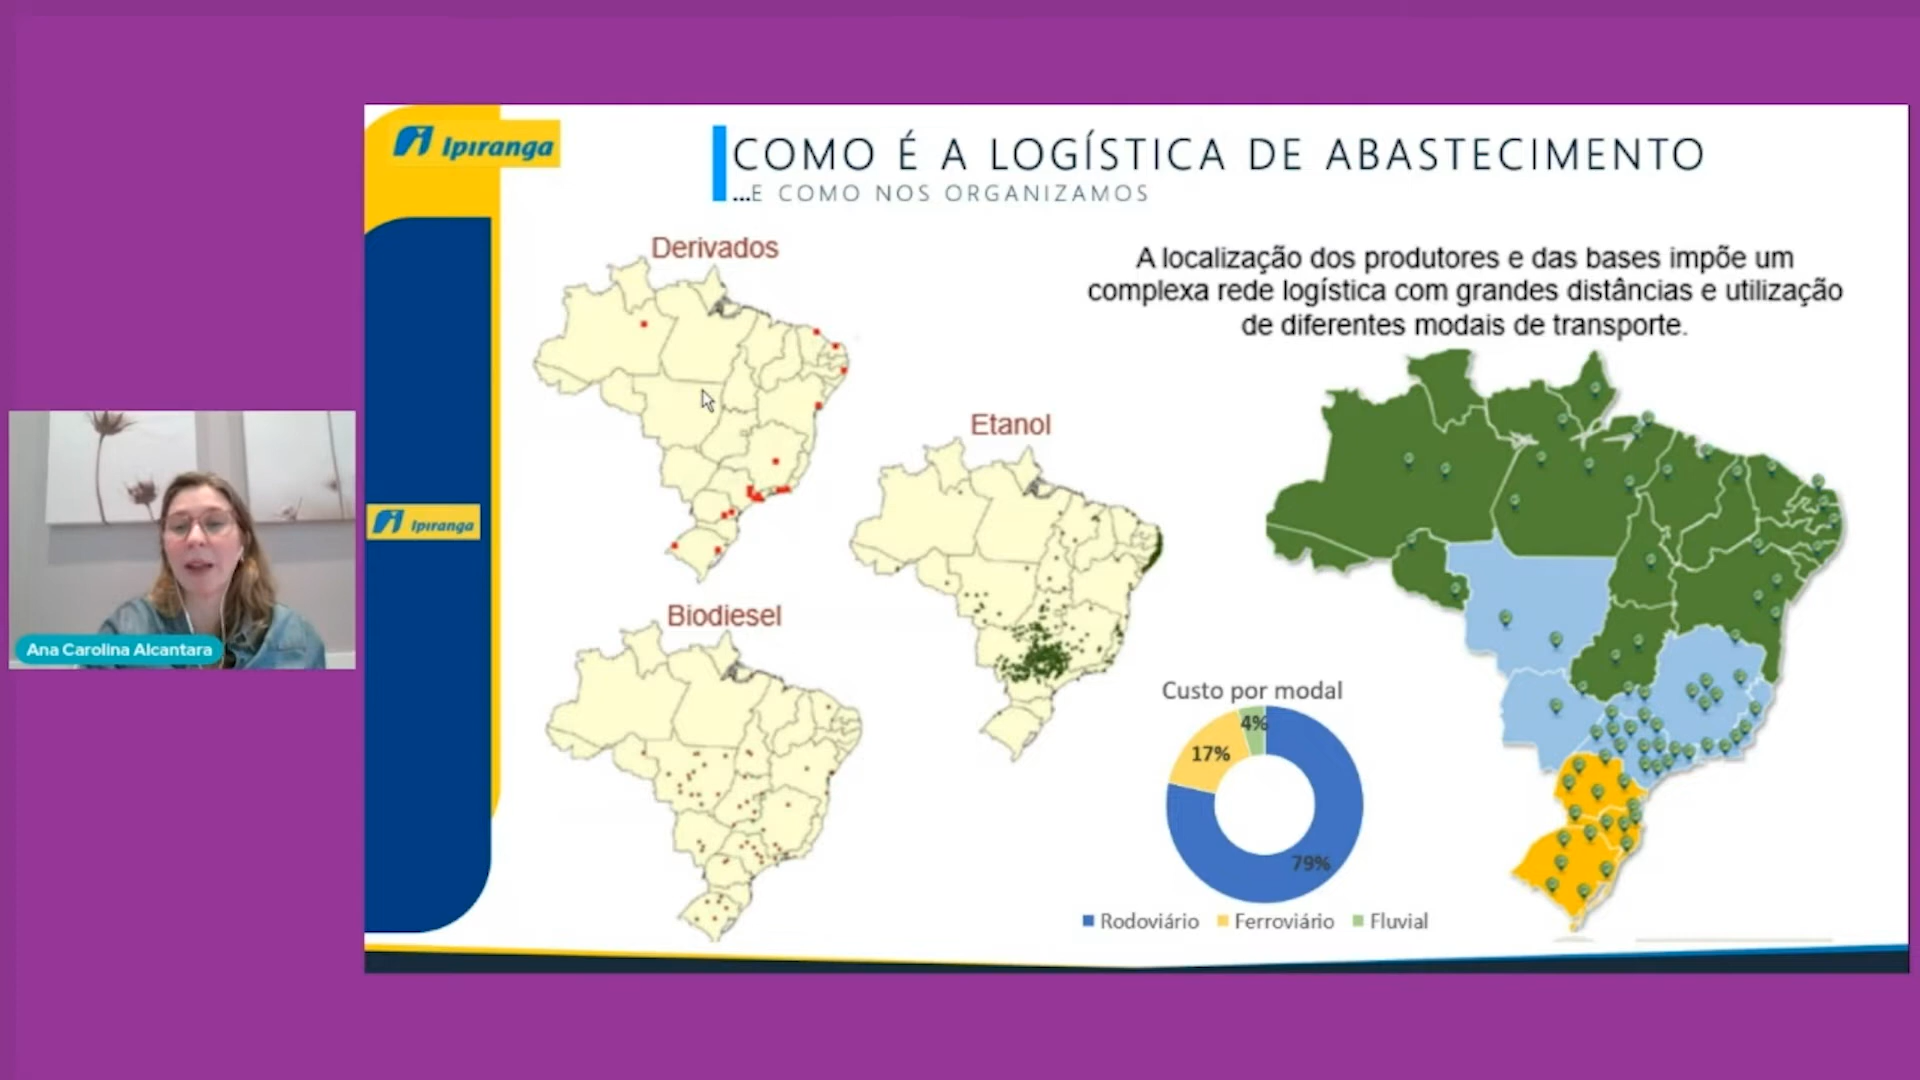 Ipiranga
COMO É A LOGÍSTICA DE ABASTECIMENTO
...E COMO NOS ORGANIZAMOS
Derivados
A localização dos produtores e das bases impõe um
complexa rede logística com grandes distâncias e utilização
de diferentes modais de transporte.
Etanol
Ipiranga
Biodiesel
Ana Carolina Alcantara
Custo por modal
4%
17%
79%
Rodoviário Ferroviário Fluvial